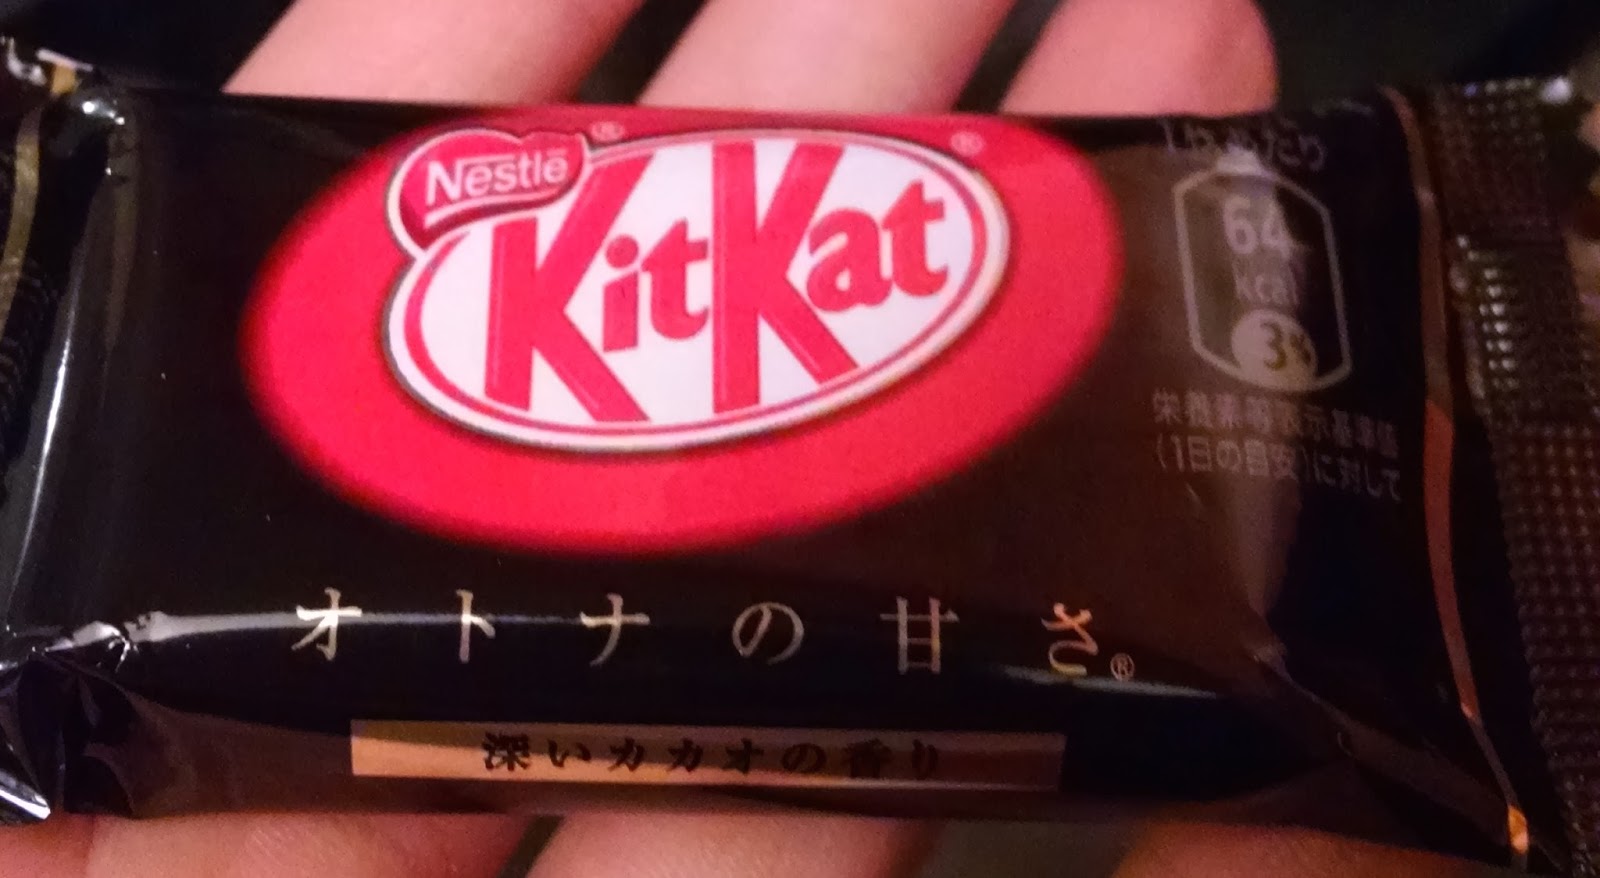 Nestlé
KitKat
1枚あたり
64
kcal
3%
栄養素等表示基準値
(1日の目安)に対して
オトナの甘さ®
深いカカオの香り